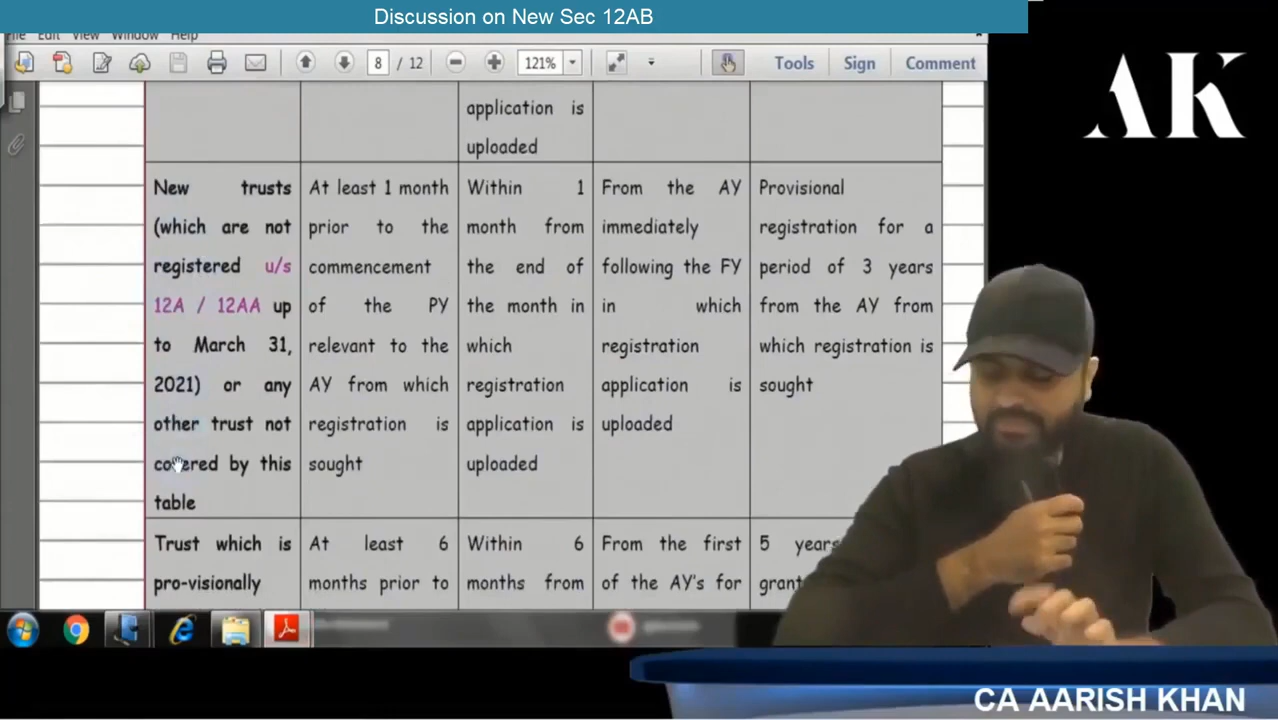 Discussion on New Sec 12AB
File Edit View Window Help
8 / 12 121% Tools Sign Comment
AK
application is
uploaded
New trusts
(which are not
registered u/s
12A / 12AA up
to March 31,
2021) or any
other trust not
covered by this
table
At least 1 month
prior to the
commencement
of the PY
relevant to the
AY from which
registration is
sought
Within 1
month from
the end of
the month in
which
registration
application is
uploaded
From the AY
immediately
following the FY
in which
registration
application is
uploaded
Provisional
registration for a
period of 3 years
from the AY from
which registration is
sought
Trust which is
pro-visionally
At least 6
months prior to
Within 6
months from
From the first
of the AY's for
5 years
CA AARISH KHAN